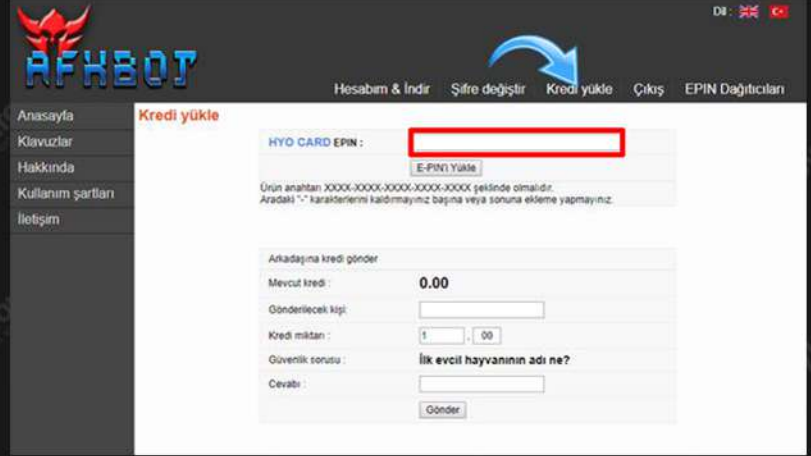 Dil :
AFKBOT
Hesabım & İndir Şifre değiştir Kredi yükle Çıkış EPIN Dağıtıcıları
Anasayfa
Klavuzlar
Hakkında
Kullanım şartları
İletişim
Kredi yükle
HYO CARD EPIN :
E-PIN'i Yükle
Ürün anahtarı XXXX-XXXX-XXXX-XXXX-XXXX şeklinde olmalıdır.
Aradaki "-" karakterlerini kaldırmayınız başına veya sonuna ekleme yapmayınız.
Arkadaşına kredi gönder
Mevcut kredi : 0.00
Gönderilecek kişi:
Kredi miktarı : 1 . 00
Güvenlik sorusu : İlk evcil hayvanının adı ne?
Cevabı :
Gönder